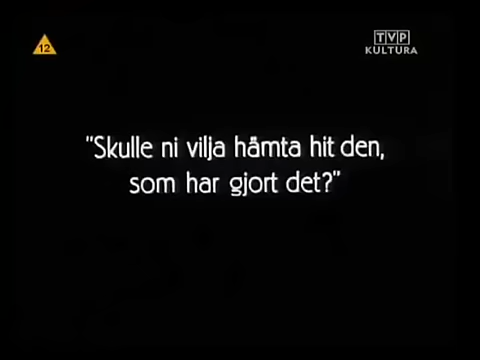 12
TVP
KULTURA
"Skulle ni vilja hämta hit den,
som har gjort det?"